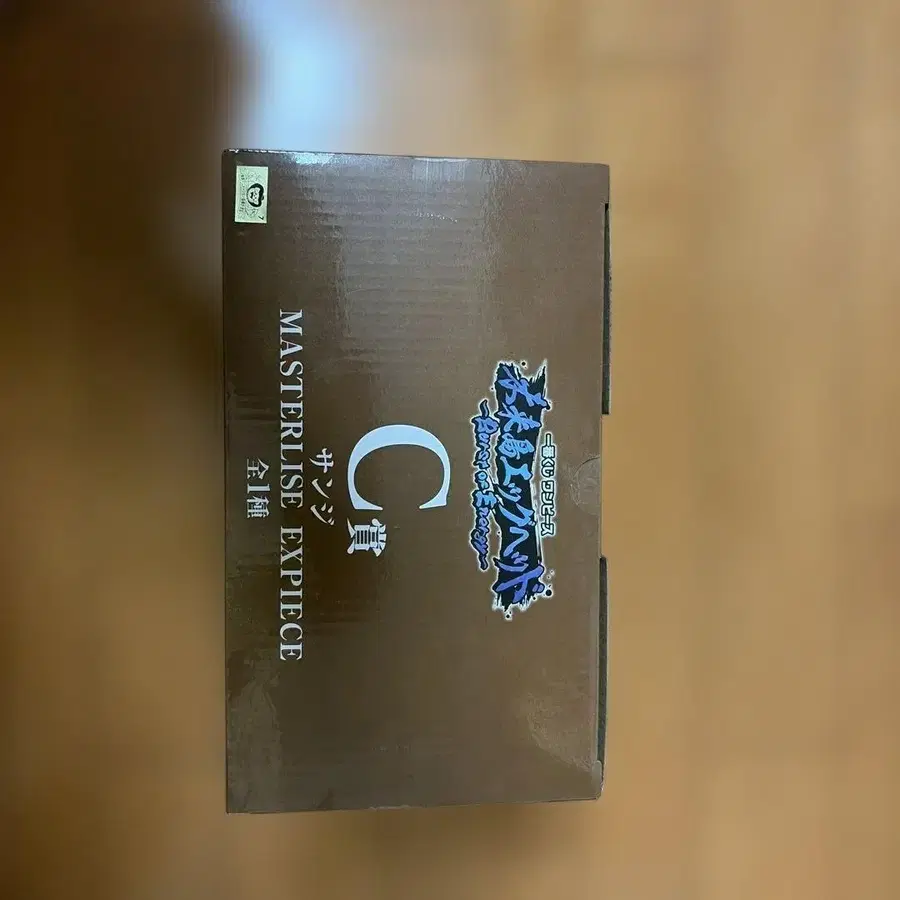 一番くじ ワンピース
未来島エッグヘッド
C賞
サンジ
MASTERLISE EXPIECE
全1種